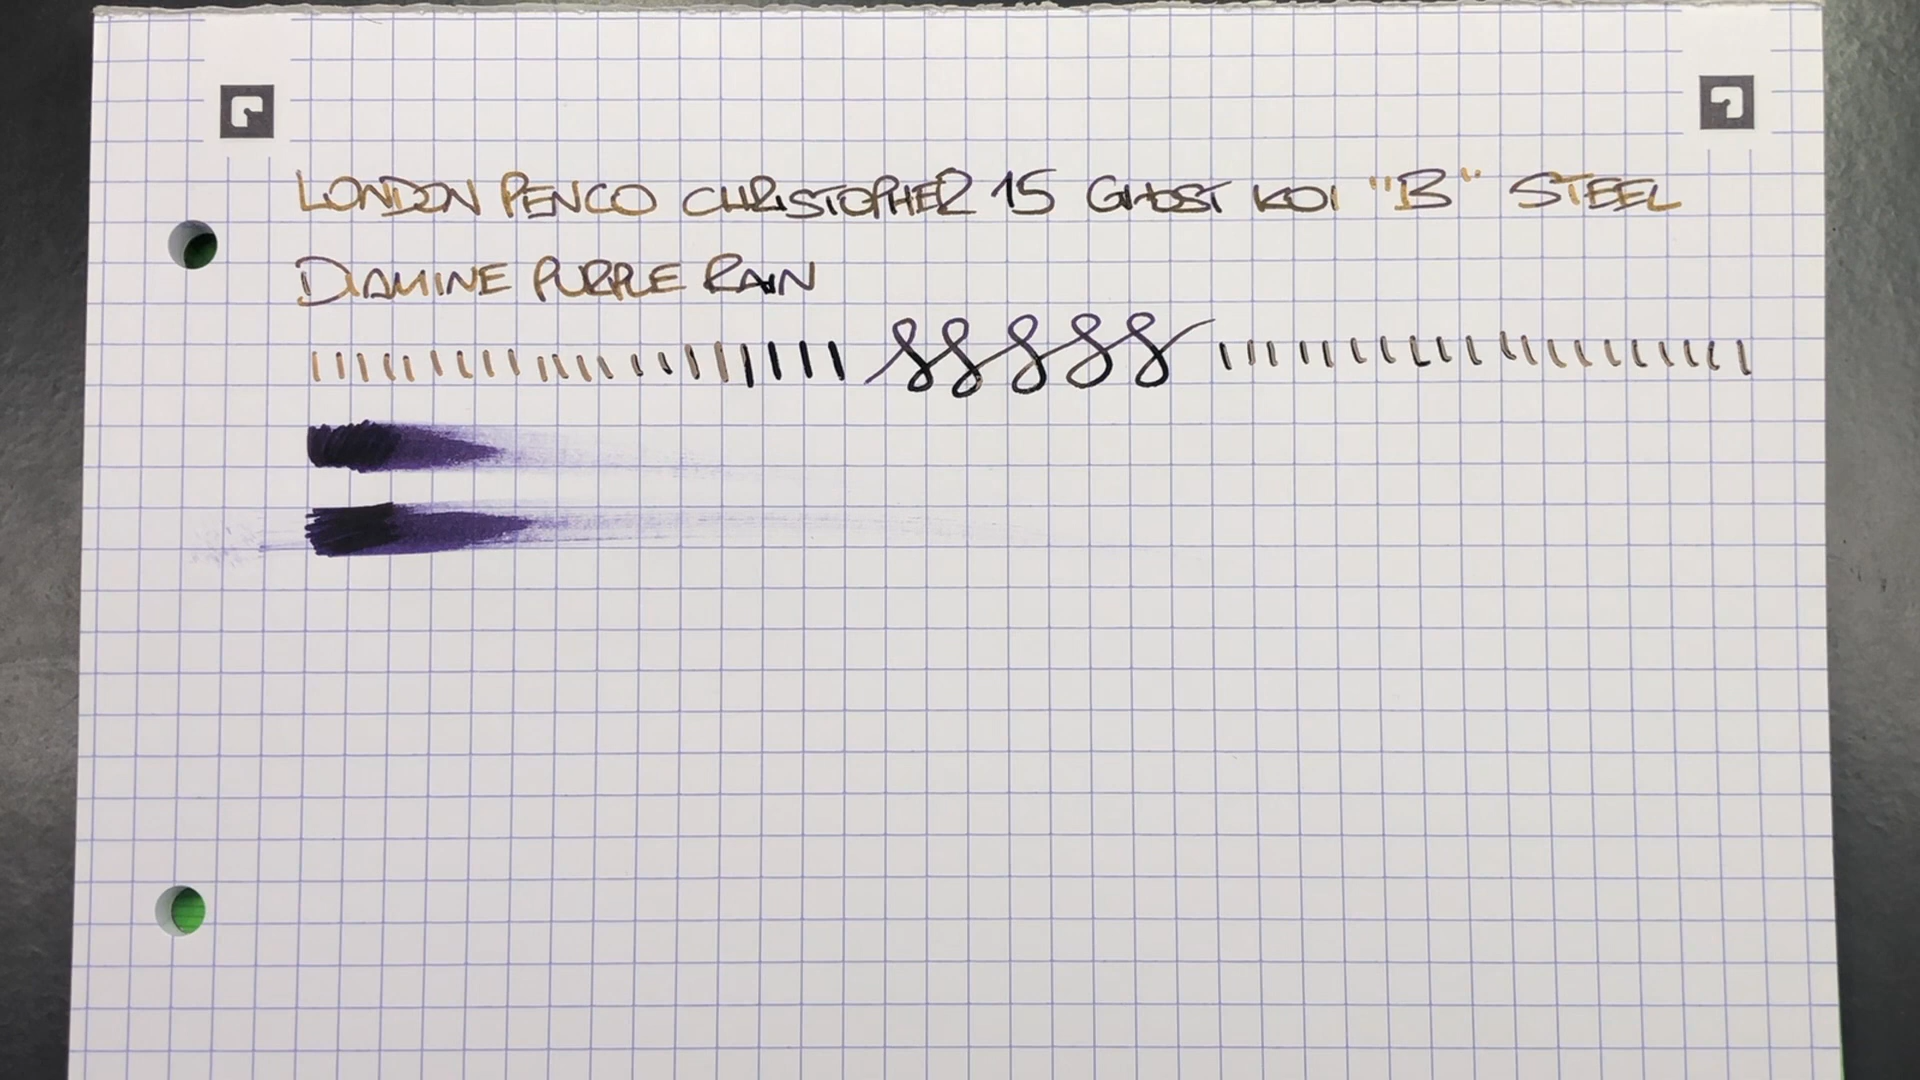 LONDON PENCO CHRISTOPHER 15 GHOST KOI "B" STEEL
DIAMINE PURPLE RAIN